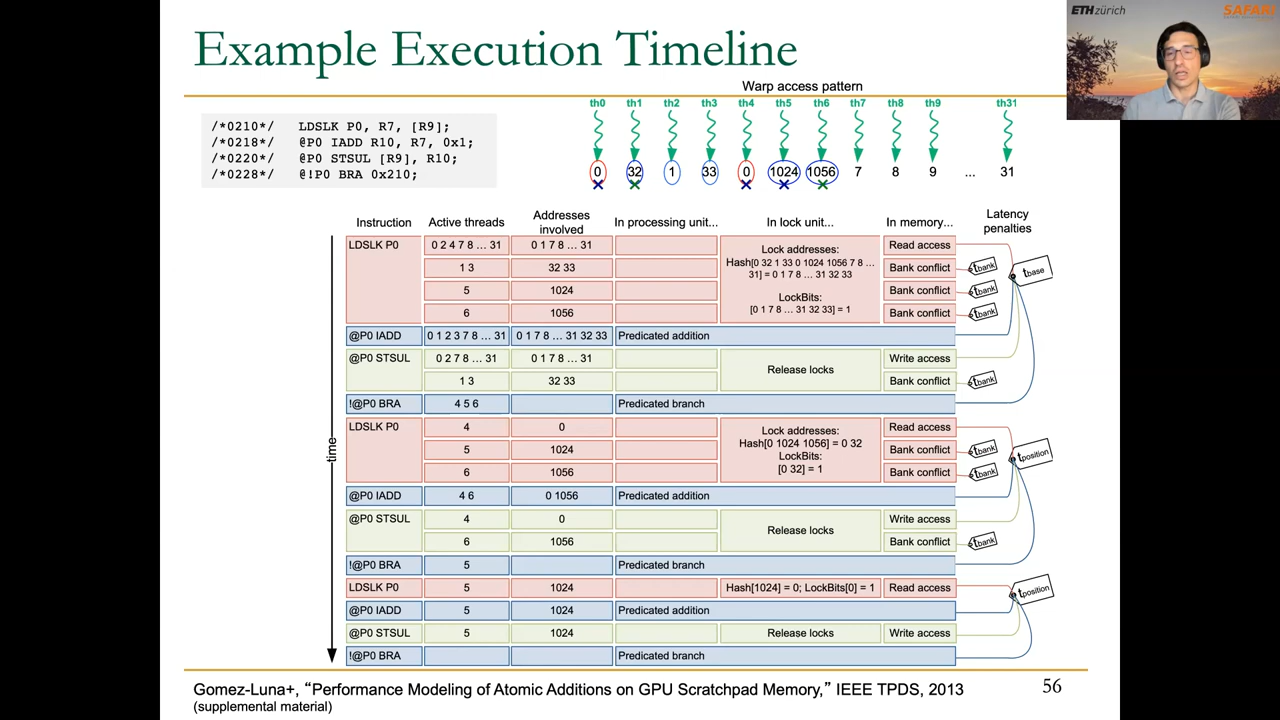 ETH zürich
SAFARI
Example Execution Timeline
Warp access pattern
th0 th1 th2 th3 th4 th5 th6 th7 th8 th9 th31
/*0210*/ LDSLK P0, R7, [R9];
/*0218*/ @P0 IADD R10, R7, 0x1;
/*0220*/ @P0 STSUL [R9], R10;
/*0228*/ @!P0 BRA 0x210;
0 32 1 33 0 1024 1056 7 8 9 ... 31
Instruction Active threads Addresses involved In processing unit... In lock unit... In memory... Latency penalties
LDSLK P0 0 2 4 7 8 ... 31 0 1 7 8 ... 31 Lock addresses: Read access
Hash[0 32 1 33 0 1024 1056 7 8 ...
1 3 32 33 31] = 0 1 7 8 ... 31 32 33 Bank conflict tbank tbase
5 1024 LockBits: Bank conflict tbank
6 1056 [0 1 7 8 ... 31 32 33] = 1 Bank conflict tbank
@P0 IADD 0 1 2 3 7 8 ... 31 0 1 7 8 ... 31 32 33 Predicated addition
@P0 STSUL 0 2 7 8 ... 31 0 1 7 8 ... 31 Release locks Write access
1 3 32 33 Bank conflict tbank
!@P0 BRA 4 5 6 Predicated branch
time
LDSLK P0 4 0 Lock addresses: Read access
5 1024 Hash[0 1024 1056] = 0 32 Bank conflict tbank tposition
LockBits:
6 1056 [0 32] = 1 Bank conflict tbank
@P0 IADD 4 6 0 1056 Predicated addition
@P0 STSUL 4 0 Release locks Write access
6 1056 Bank conflict tbank
!@P0 BRA 5 Predicated branch
LDSLK P0 5 1024 Hash[1024] = 0; LockBits[0] = 1 Read access tposition
@P0 IADD 5 1024 Predicated addition
@P0 STSUL 5 1024 Release locks Write access
!@P0 BRA Predicated branch
Gomez-Luna+, “Performance Modeling of Atomic Additions on GPU Scratchpad Memory,” IEEE TPDS, 2013
(supplemental material)
56